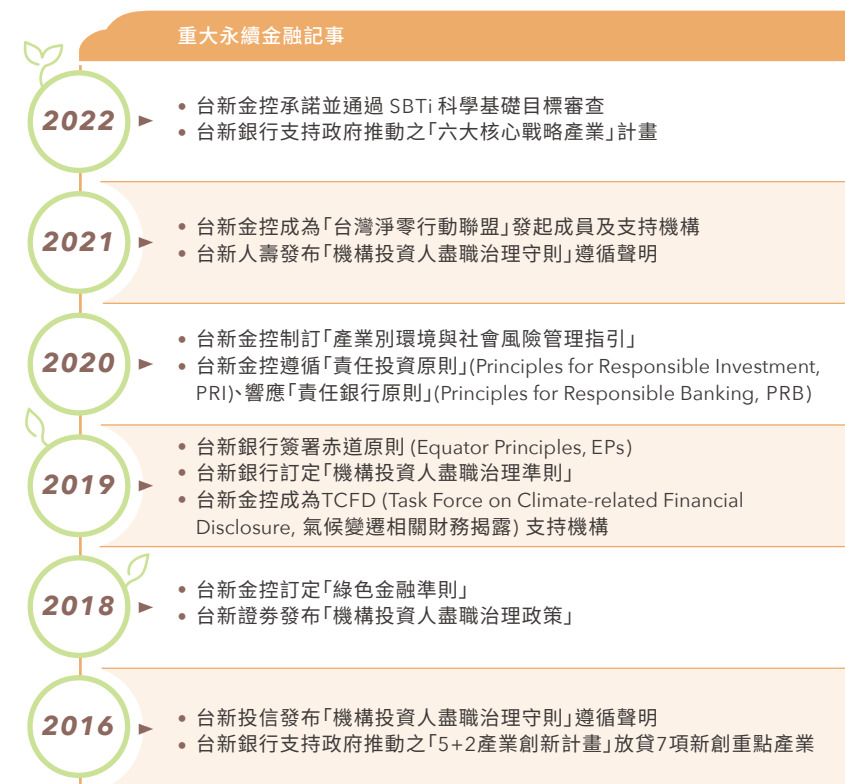 重大永續金融記事
2022
• 台新金控承諾並通過 SBTi 科學基礎目標審查
• 台新銀行支持政府推動之「六大核心戰略產業」計畫
2021
• 台新金控成為「台灣淨零行動聯盟」發起成員及支持機構
• 台新人壽發布「機構投資人盡職治理守則」遵循聲明
2020
• 台新金控制訂「產業別環境與社會風險管理指引」
• 台新金控遵循「責任投資原則」(Principles for Responsible Investment,
PRI)、響應「責任銀行原則」(Principles for Responsible Banking, PRB)
2019
• 台新銀行簽署赤道原則 (Equator Principles, EPs)
• 台新銀行訂定「機構投資人盡職治理準則」
• 台新金控成為TCFD (Task Force on Climate-related Financial
Disclosure, 氣候變遷相關財務揭露) 支持機構
2018
• 台新金控訂定「綠色金融準則」
• 台新證券發布「機構投資人盡職治理政策」
2016
• 台新投信發布「機構投資人盡職治理守則」遵循聲明
• 台新銀行支持政府推動之「5+2產業創新計畫」放貸7項新創重點產業